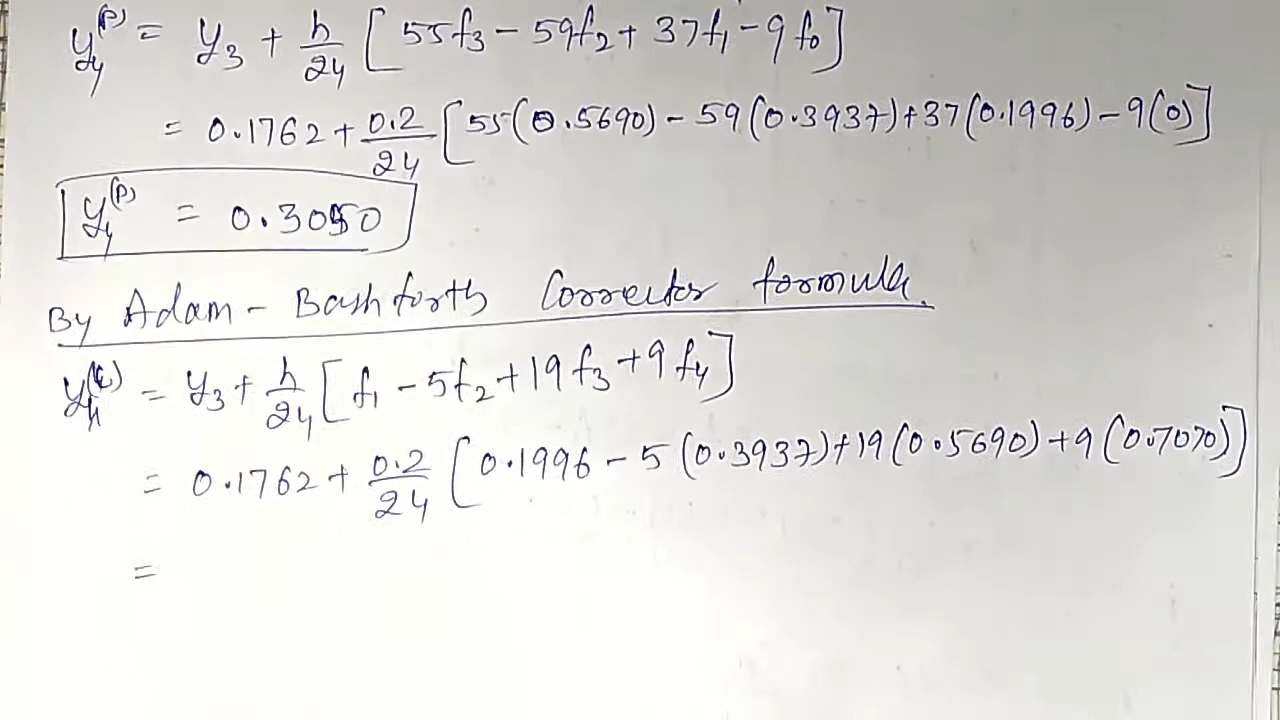 y₄⁽ᵖ⁾ = y₃ + h/24 [55f₃ - 59f₂ + 37f₁ - 9f₀]
= 0.1762 + 0.2/24 [55(0.5690) - 59(0.3937) + 37(0.1996) - 9(0)]
y₄⁽ᵖ⁾ = 0.3050
By Adam - Bashforth Corrector formula.
y₄⁽ᶜ⁾ = y₃ + h/24 [f₁ - 5f₂ + 19f₃ + 9f₄]
= 0.1762 + 0.2/24 [0.1996 - 5(0.3937) + 19(0.5690) + 9(0.7070)]
=